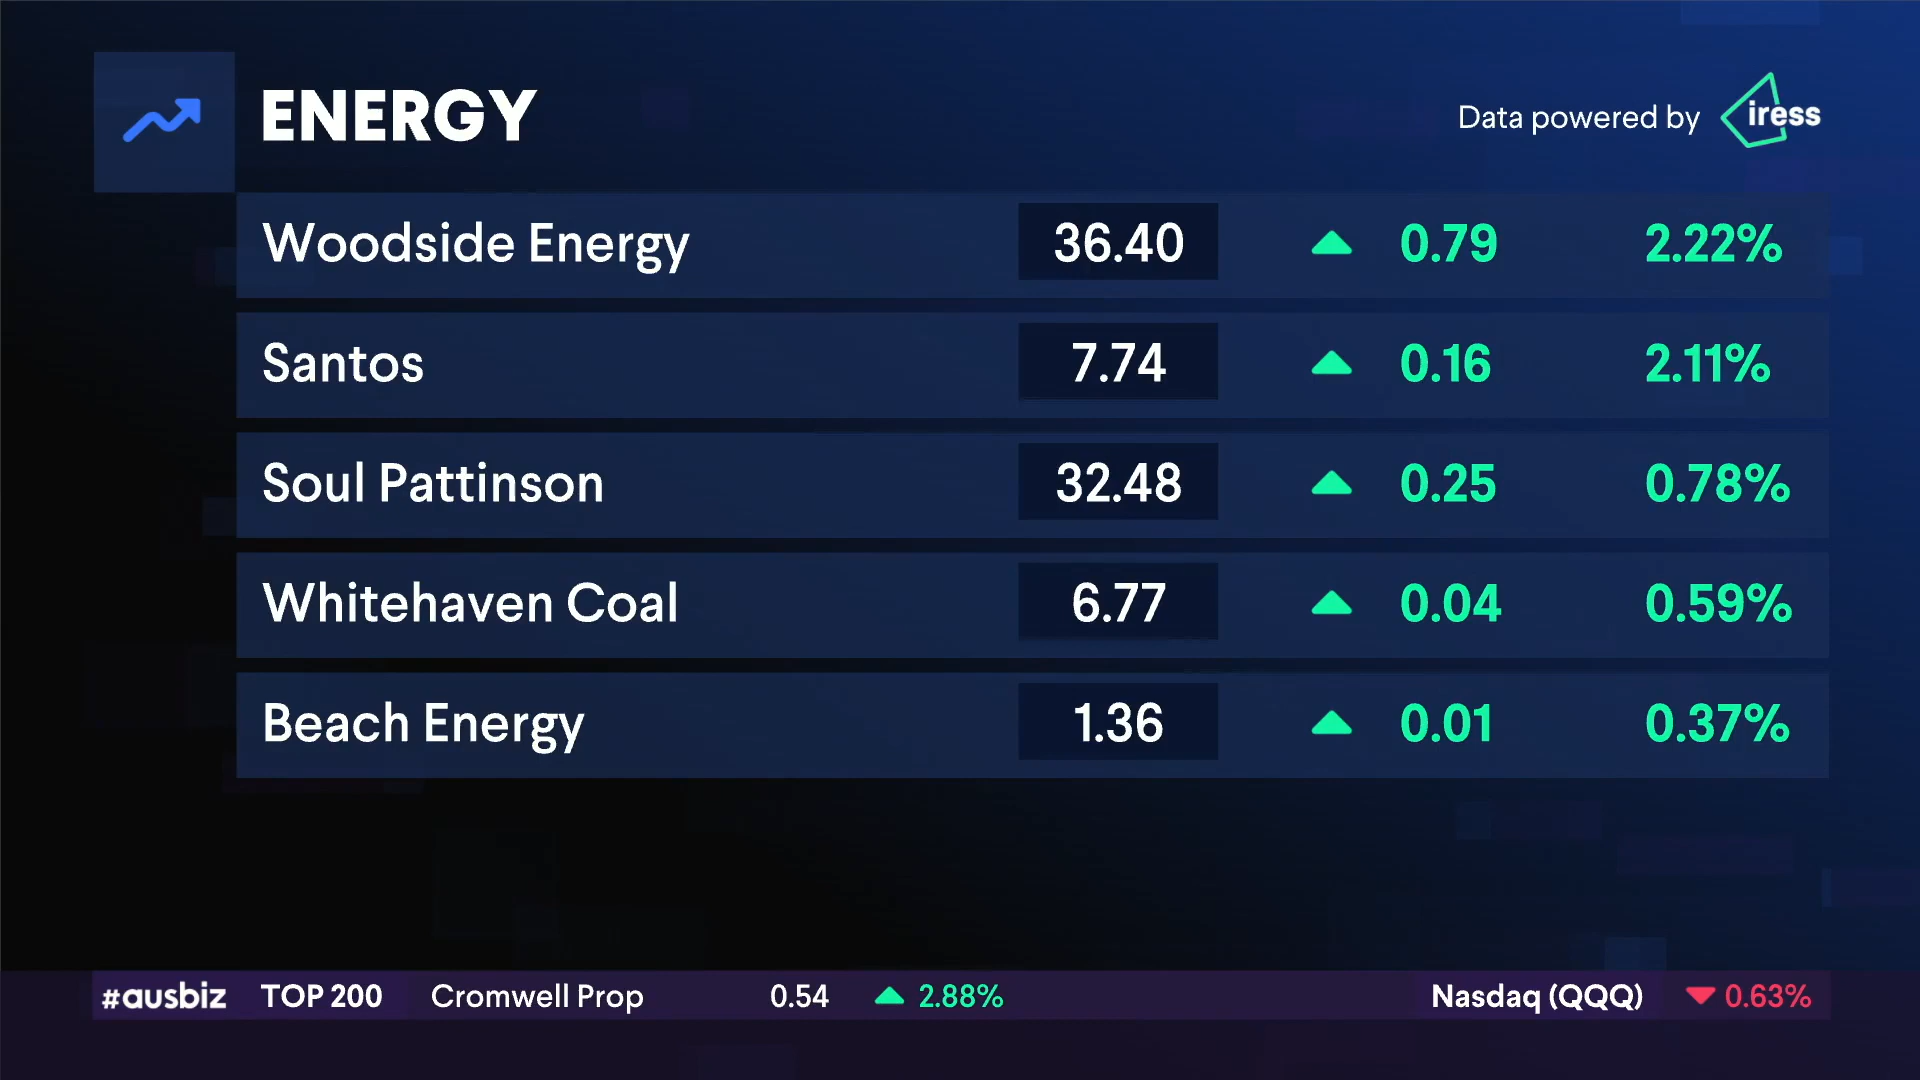 ENERGY
Data powered by iress
Woodside Energy 36.40 ▲ 0.79 2.22%
Santos 7.74 ▲ 0.16 2.11%
Soul Pattinson 32.48 ▲ 0.25 0.78%
Whitehaven Coal 6.77 ▲ 0.04 0.59%
Beach Energy 1.36 ▲ 0.01 0.37%
#ausbiz TOP 200 Cromwell Prop 0.54 ▲ 2.88% Nasdaq (QQQ) ▼ 0.63%